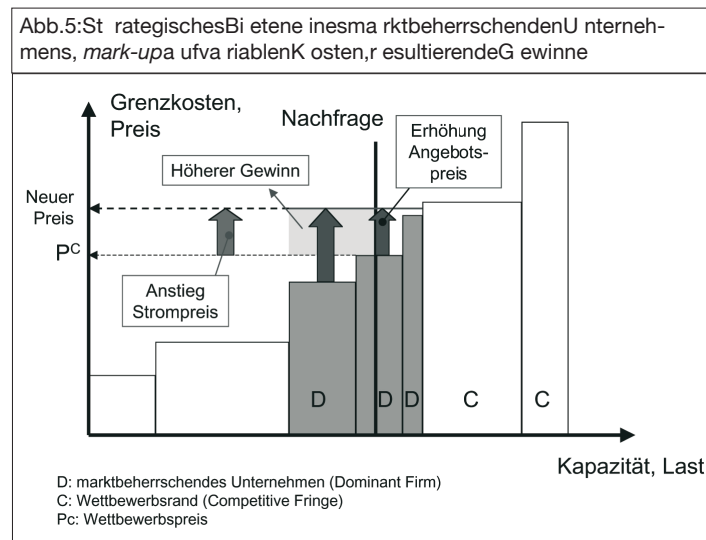 Abb.5:St rategischesBi etene inesma rktbeherrschendenU nterneh-
mens, mark-upa ufva riablenK osten,r esultierendeG ewinne
Grenzkosten,
Preis
Nachfrage
Erhöhung
Angebots-
preis
Höherer Gewinn
Neuer
Preis
PC
Anstieg
Strompreis
D
D
D
C
C
Kapazität, Last
D: marktbeherrschendes Unternehmen (Dominant Firm)
C: Wettbewerbsrand (Competitive Fringe)
Pc: Wettbewerbspreis